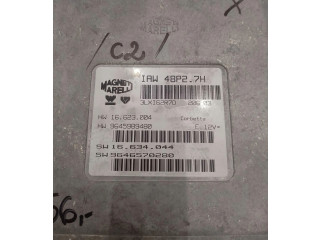 /C2/
X
MAGNETI
MARELLI
IAW 48P2.7H
HW 16.623.004
HW 9645989480 C 12V=
SW 16.634.044
SW 9646570280
56,-